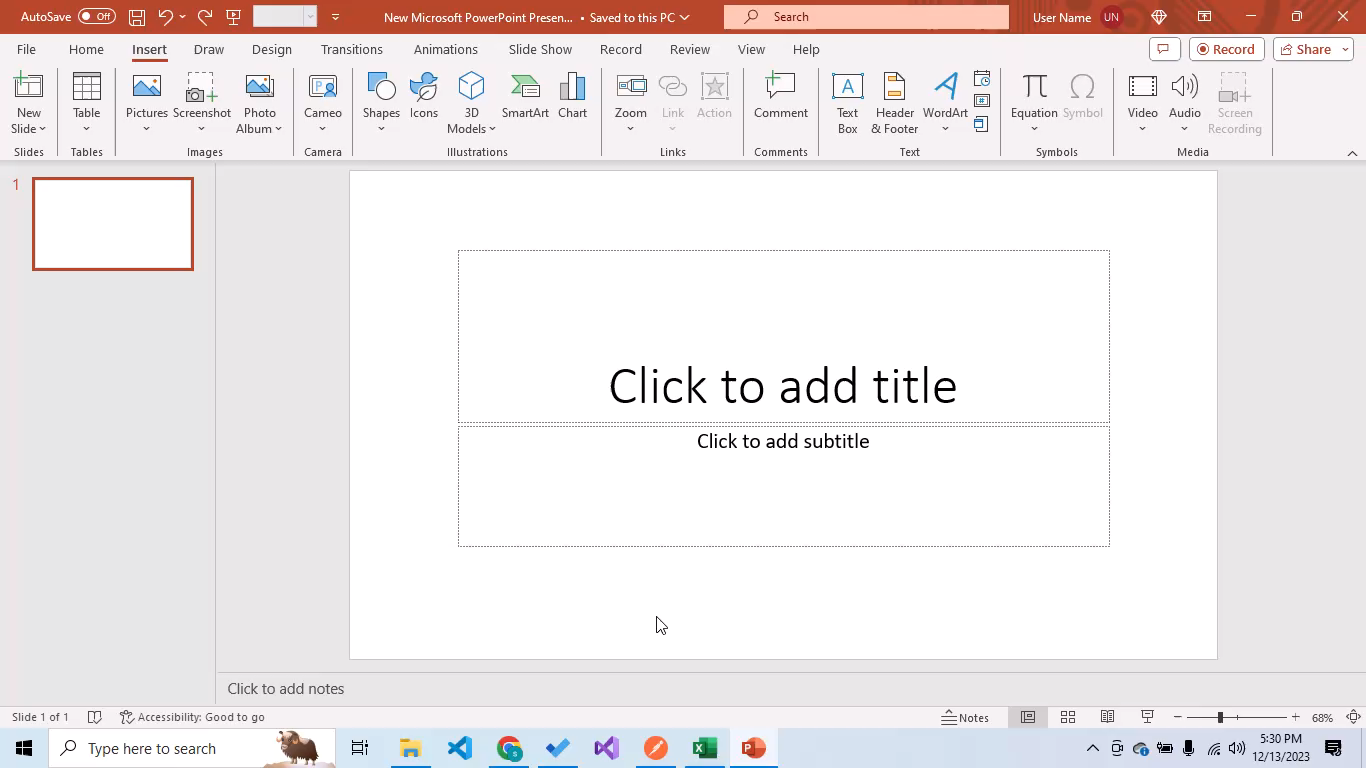 AutoSave Off New Microsoft PowerPoint Presen... • Saved to this PC Search User Name UN
File Home Insert Draw Design Transitions Animations Slide Show Record Review View Help Record Share
New Slide
Table
Pictures
Screenshot
Photo Album
Cameo
Shapes
Icons
3D Models
SmartArt
Chart
Zoom
Link
Action
Comment
Text Box
Header & Footer
WordArt
Equation
Symbol
Video
Audio
Screen Recording
Slides Tables Images Camera Illustrations Links Comments Text Symbols Media
1
Click to add title
Click to add subtitle
Click to add notes
Slide 1 of 1 Accessibility: Good to go Notes 68%
Type here to search
5:30 PM
12/13/2023